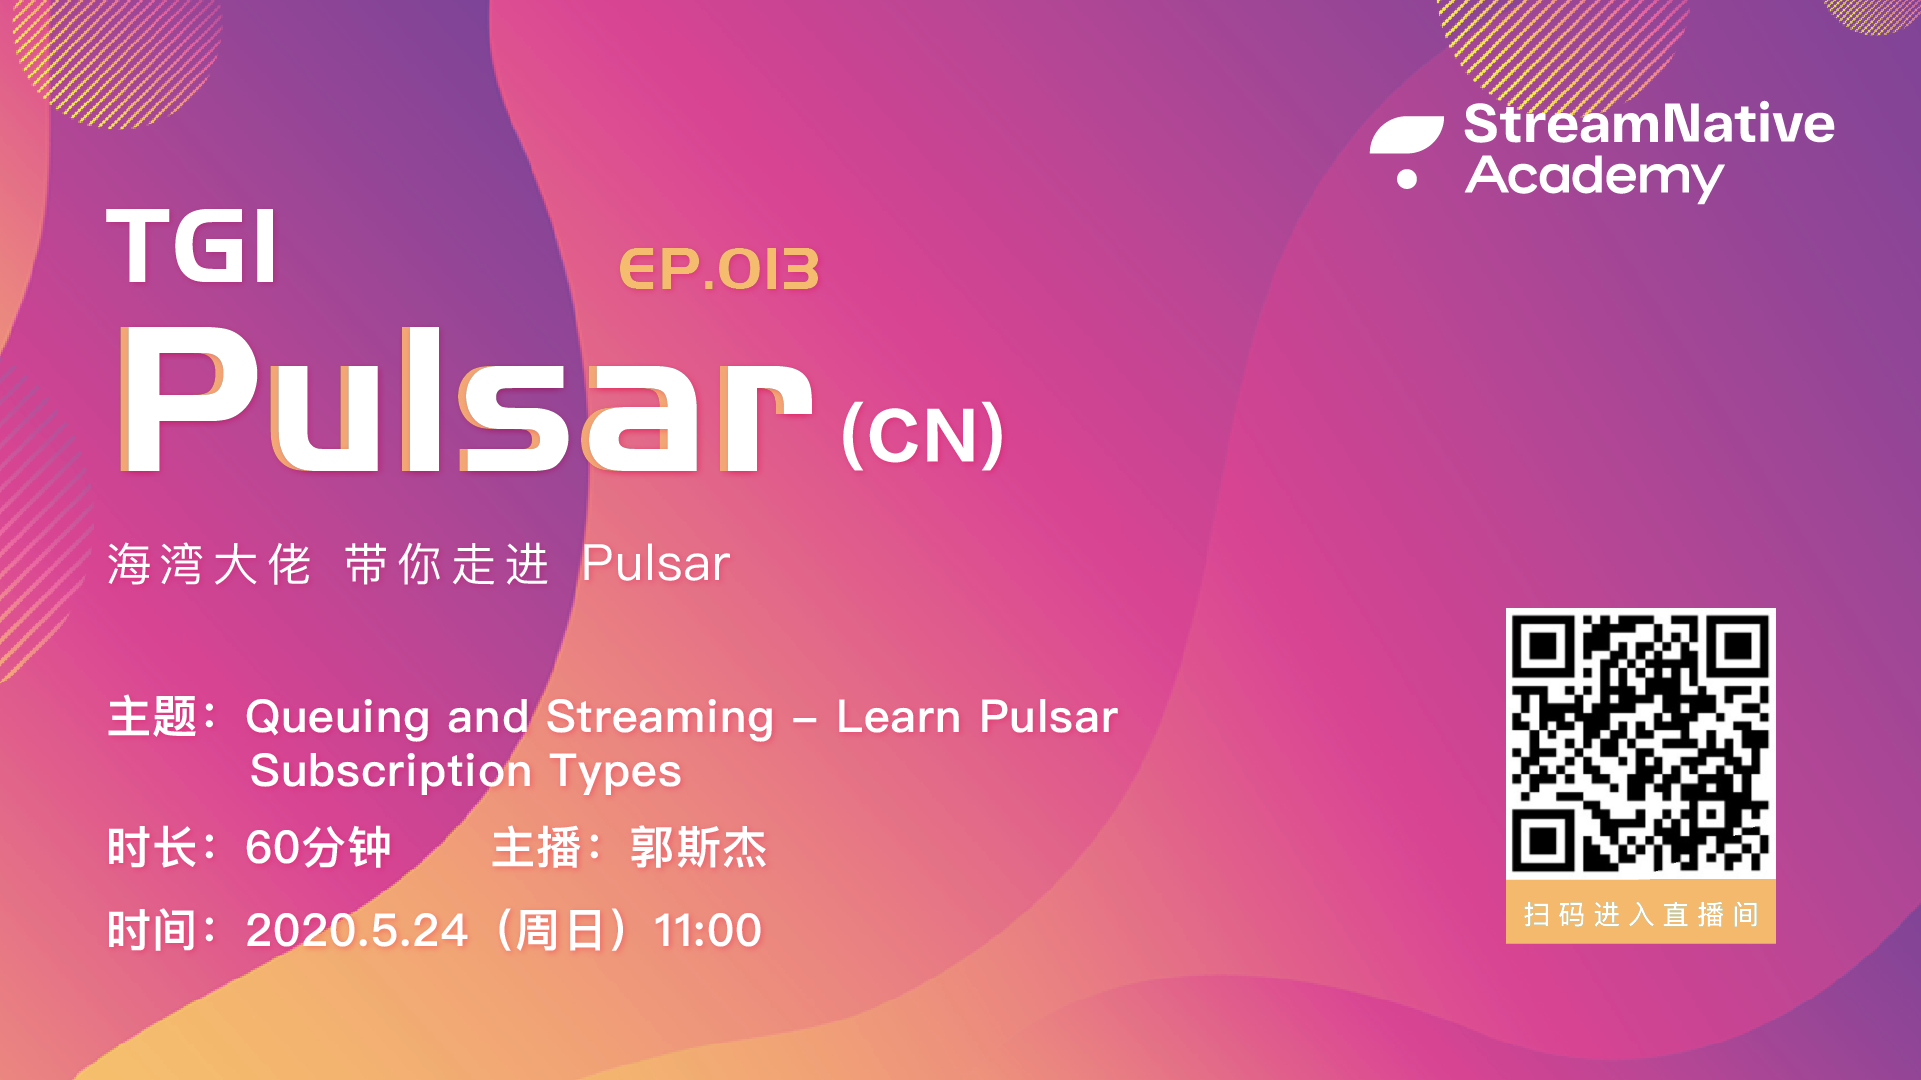 StreamNative
Academy
TGI
EP.013
Pulsar (CN)
海湾大佬 带你走进 Pulsar
主题：Queuing and Streaming – Learn Pulsar
Subscription Types
时长：60分钟 主播：郭斯杰
时间：2020.5.24（周日）11:00
扫码进入直播间